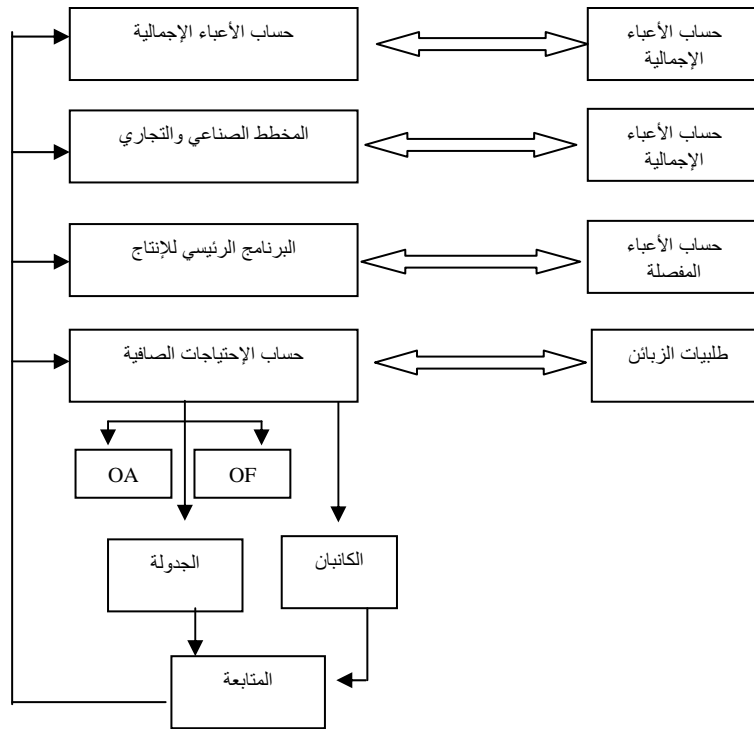 حساب الأعباء الإجمالية
حساب الأعباء
الإجمالية
المخطط الصناعي والتجاري
حساب الأعباء
الإجمالية
البرنامج الرئيسي للإنتاج
حساب الأعباء
المفصلة
حساب الإحتياجات الصافية
طلبيات الزبائن
OA
OF
الجدولة
الكانبان
المتابعة